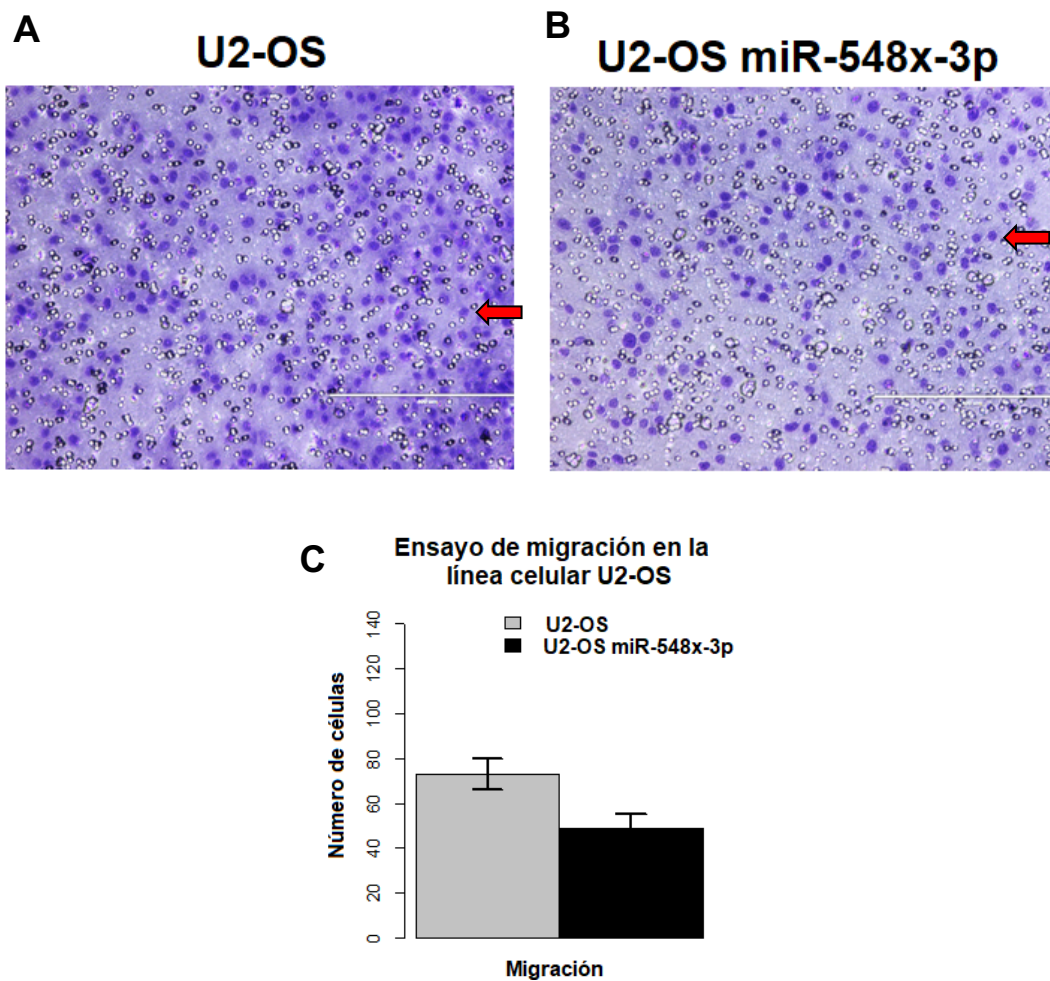 A
U2-OS
B
U2-OS miR-548x-3p
C
Ensayo de migración en la
línea celular U2-OS
U2-OS
U2-OS miR-548x-3p
Número de células
140
120
100
80
60
40
20
0
Migración